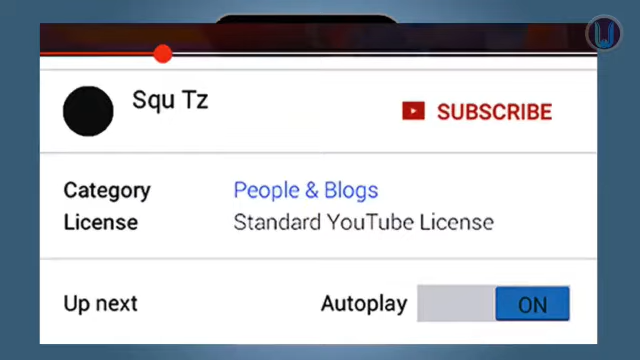 Squ Tz
SUBSCRIBE
Category People & Blogs
License Standard YouTube License
Up next Autoplay ON